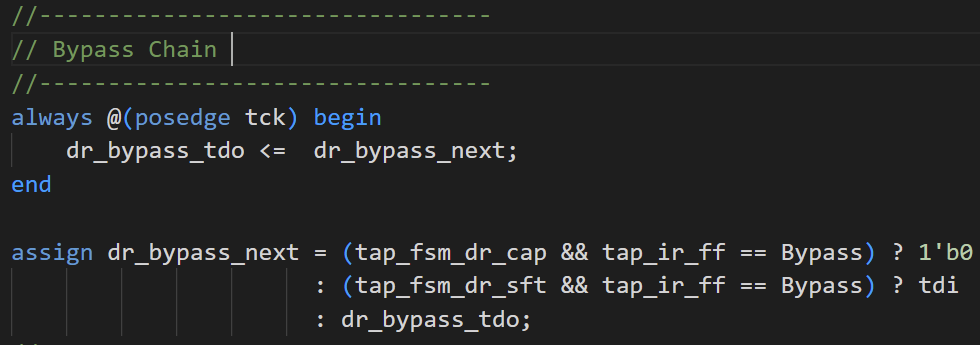 //---------------------------------
// Bypass Chain
//---------------------------------
always @(posedge tck) begin
    dr_bypass_tdo <=  dr_bypass_next;
end
assign dr_bypass_next = (tap_fsm_dr_cap && tap_ir_ff == Bypass) ? 1'b0
                      : (tap_fsm_dr_sft && tap_ir_ff == Bypass) ? tdi
                      : dr_bypass_tdo;